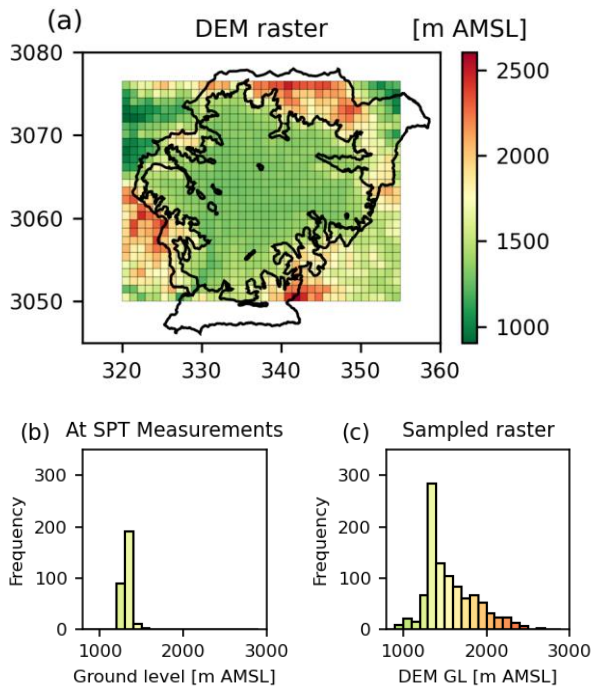 (a) DEM raster [m AMSL]
3080
3070
3060
3050
320 330 340 350 360
2500
2000
1500
1000
(b) At SPT Measurements
Frequency
300
200
100
0
1000 2000 3000
Ground level [m AMSL]
(c) Sampled raster
Frequency
300
200
100
0
1000 2000 3000
DEM GL [m AMSL]